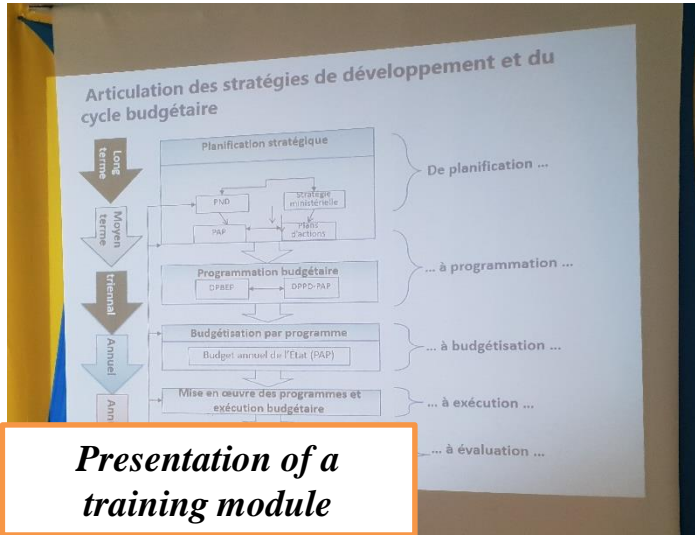 Articulation des stratégies de développement et du
cycle budgétaire
Long
terme
Planification stratégique
De planification ...
PND
Stratégie
ministérielle
Moyen
terme
PAP
Plans
d'actions
triennal
Programmation budgétaire
... à programmation ...
DPBEF
DPPD-PAP
Annuel
Budgétisation par programme
... à budgétisation ...
Budget annuel de l'Etat (PAP)
Ann
Mise en œuvre des programmes et
exécution budgétaire
... à exécution ...
... à évaluation ...
Presentation of a
training module